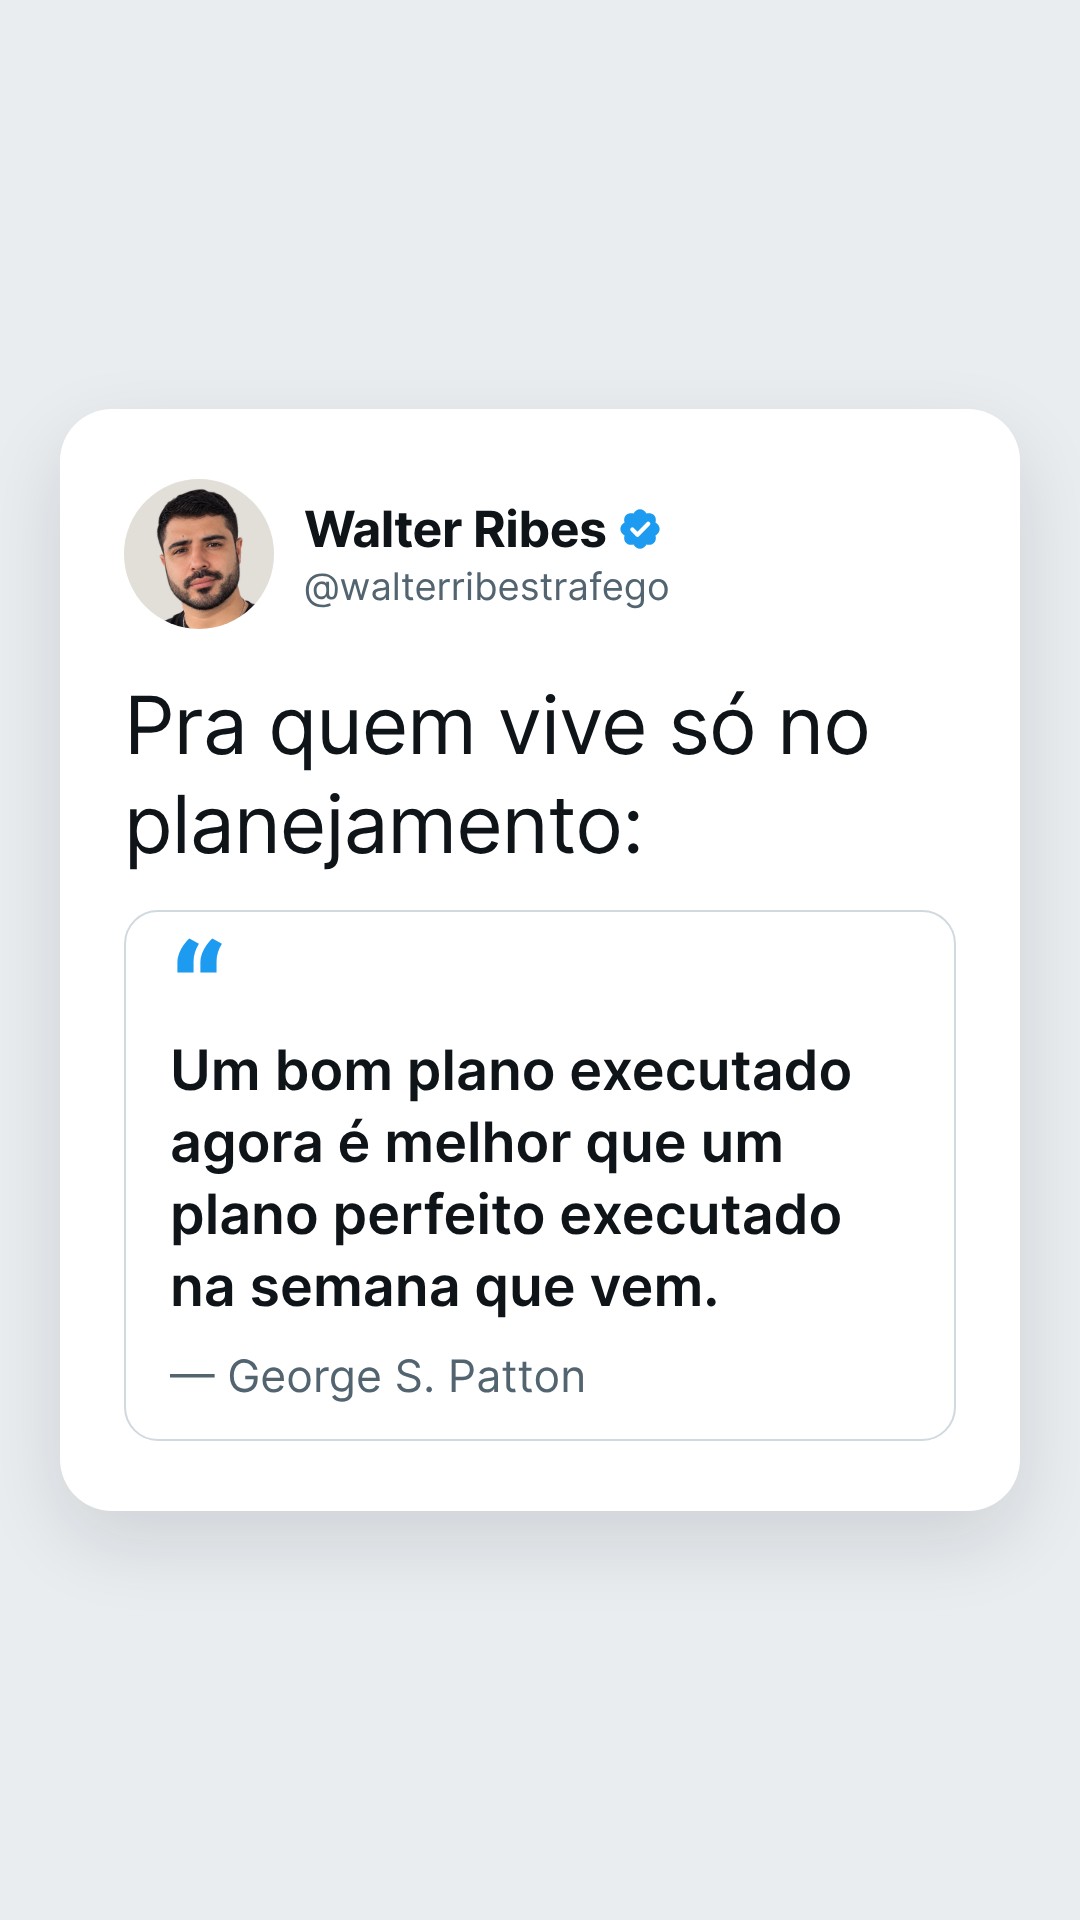 Walter Ribes
@walterribestrafego
Pra quem vive só no
planejamento:
“
Um bom plano executado
agora é melhor que um
plano perfeito executado
na semana que vem.
— George S. Patton